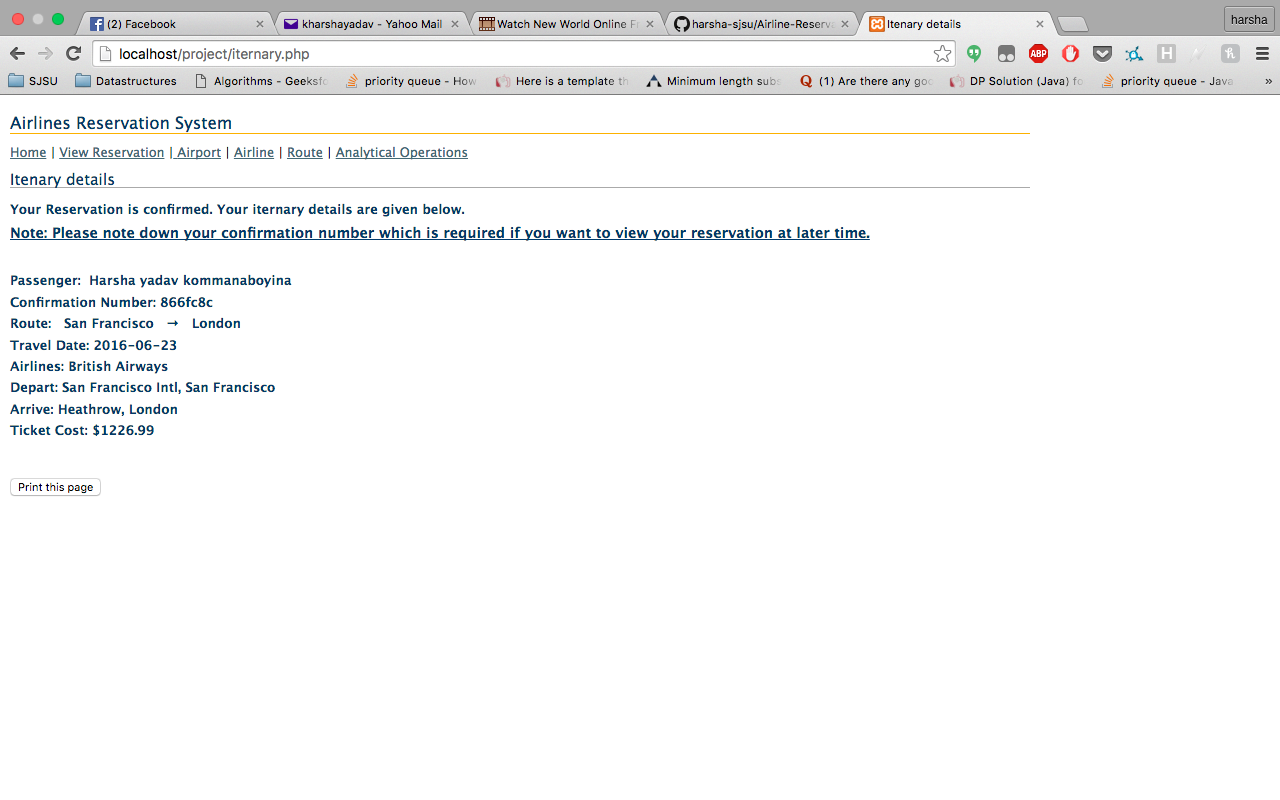 (2) Facebook
kharshayadav - Yahoo Mail
Watch New World Online Fr
harsha-sjsu/Airline-Reserva
Itenary details
harsha
localhost/project/iternary.php
ABP
H
SJSU
Datastructures
Algorithms - Geeksfo
priority queue - How
Here is a template th
Minimum length subs
(1) Are there any goo
DP Solution (Java) fo
priority queue - Java
»
Airlines Reservation System
Home | View Reservation | Airport | Airline | Route | Analytical Operations
Itenary details
Your Reservation is confirmed. Your iternary details are given below.
Note: Please note down your confirmation number which is required if you want to view your reservation at later time.
Passenger: Harsha yadav kommanaboyina
Confirmation Number: 866fc8c
Route: San Francisco → London
Travel Date: 2016-06-23
Airlines: British Airways
Depart: San Francisco Intl, San Francisco
Arrive: Heathrow, London
Ticket Cost: $1226.99
Print this page